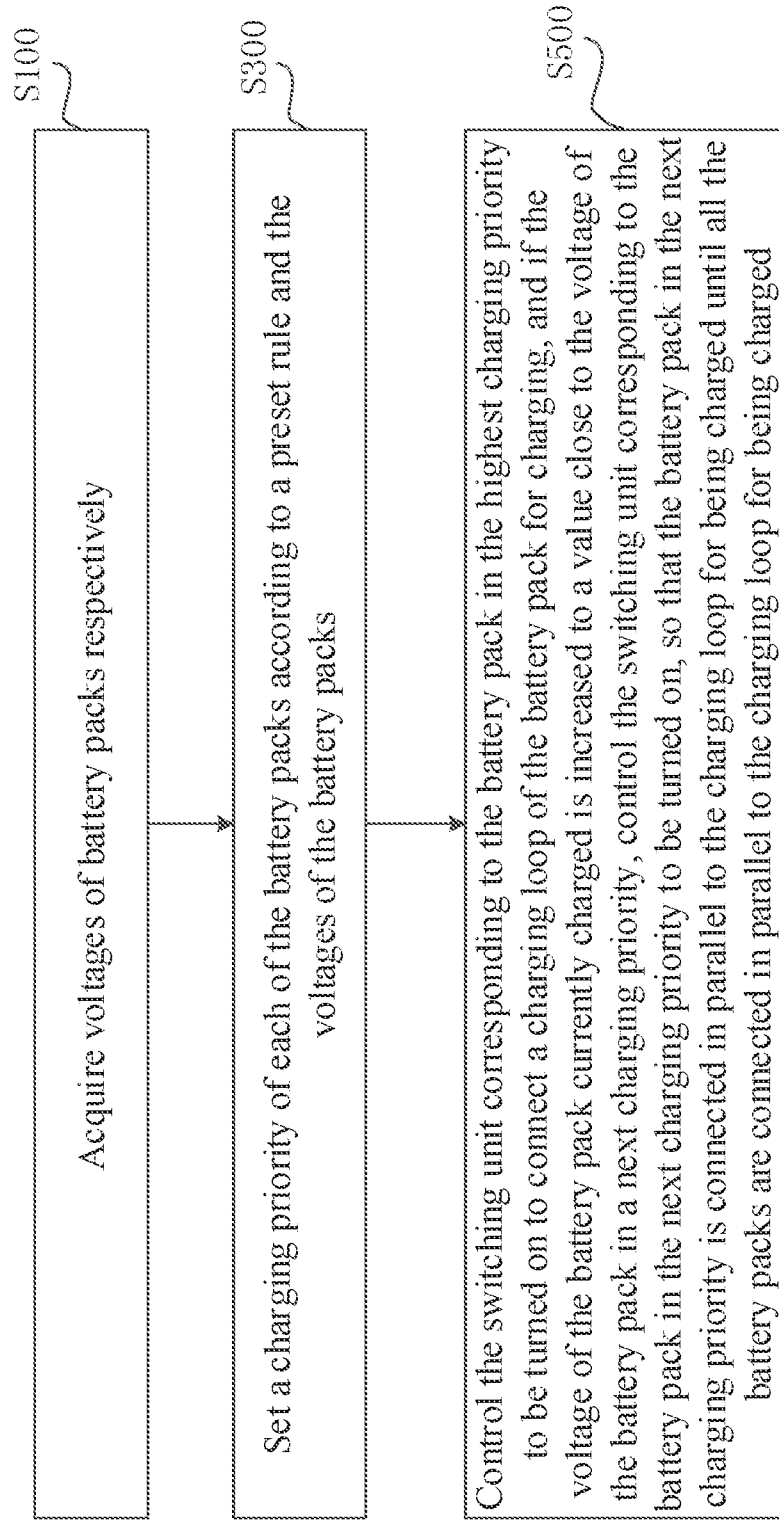 S100
Acquire voltages of battery packs respectively
S300
Set a charging priority of each of the battery packs according to a preset rule and the
voltages of the battery packs
S500
Control the switching unit corresponding to the battery pack in the highest charging priority
to be turned on to connect a charging loop of the battery pack for charging, and if the
voltage of the battery pack currently charged is increased to a value close to the voltage of
the battery pack in a next charging priority, control the switching unit corresponding to the
battery pack in the next charging priority to be turned on, so that the battery pack in the next
charging priority is connected in parallel to the charging loop for being charged until all the
battery packs are connected in parallel to the charging loop for being charged